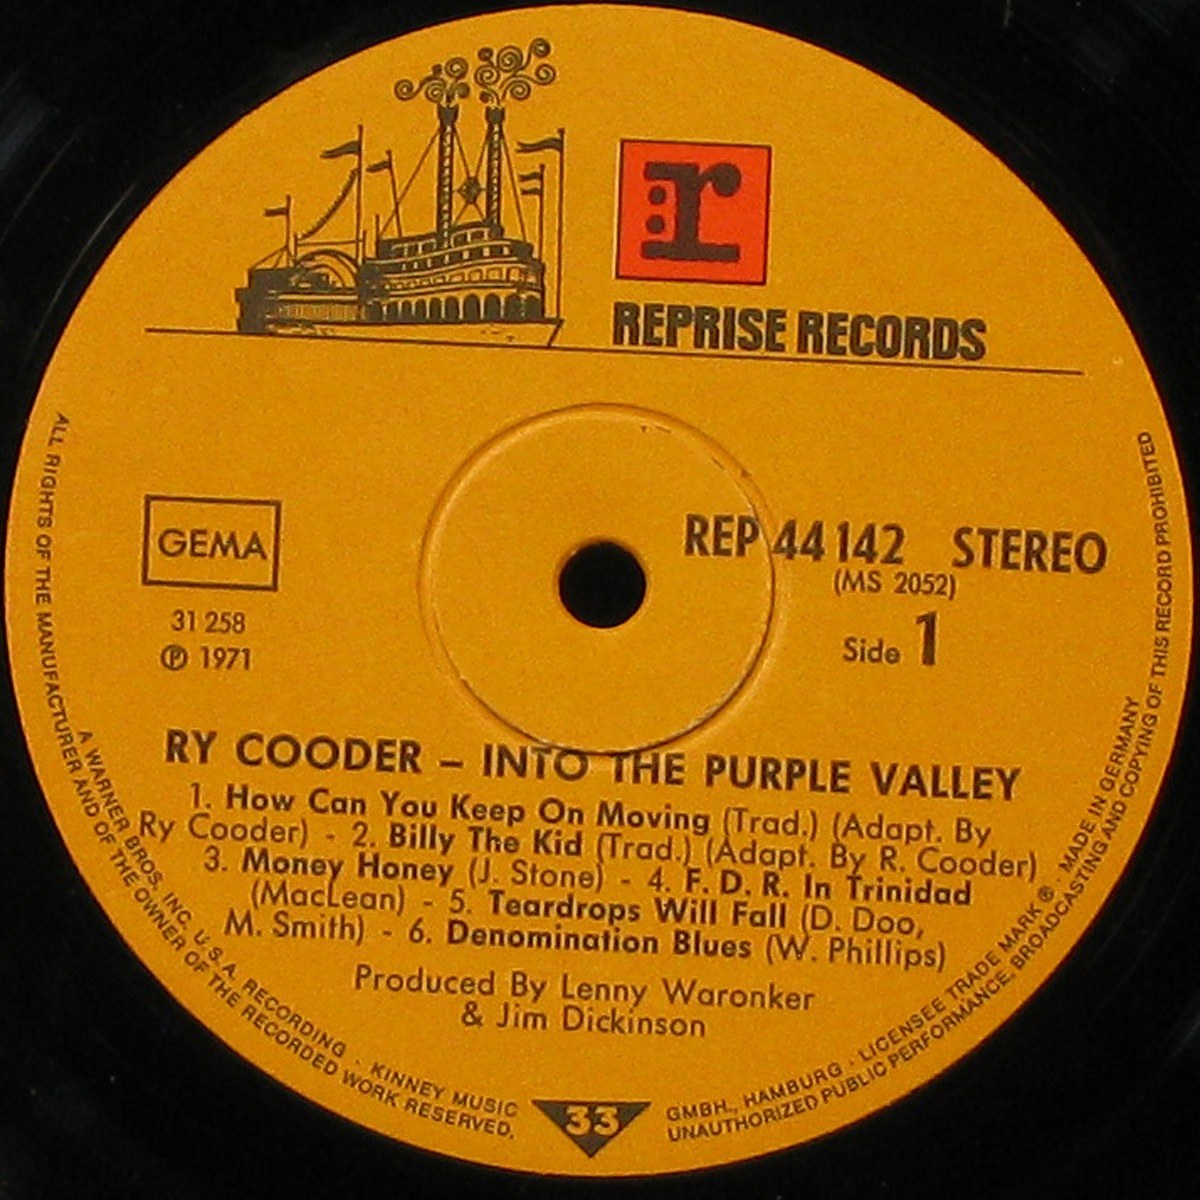 r:
REPRISE RECORDS
GEMA
31 258
℗ 1971
REP 44 142 STEREO
(MS 2052)
Side 1
RY COODER – INTO THE PURPLE VALLEY
1. How Can You Keep On Moving (Trad.) (Adapt. By
Ry Cooder) - 2. Billy The Kid (Trad.) (Adapt. By R. Cooder)
3. Money Honey (J. Stone) - 4. F. D. R. In Trinidad
(MacLean) - 5. Teardrops Will Fall (D. Doo,
M. Smith) - 6. Denomination Blues (W. Phillips)
Produced By Lenny Waronker
& Jim Dickinson
33
A WARNER BROS. INC. U.S.A. RECORDING · KINNEY MUSIC GMBH., HAMBURG · LICENSEE TRADE MARK ® · MADE IN GERMANY
ALL RIGHTS OF THE MANUFACTURER AND OF THE OWNER OF THE RECORDED WORK RESERVED. UNAUTHORIZED PUBLIC PERFORMANCE, BROADCASTING AND COPYING OF THIS RECORD PROHIBITED